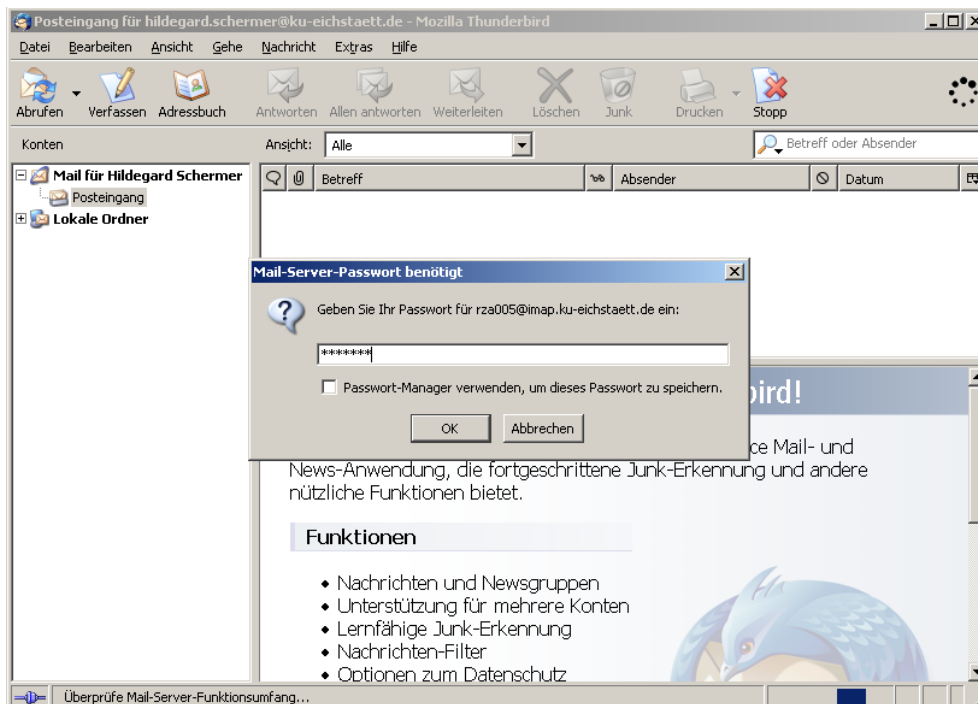 Posteingang für hildegard.schermer@ku-eichstaett.de - Mozilla Thunderbird
Datei Bearbeiten Ansicht Gehe Nachricht Extras Hilfe
Abrufen Verfassen Adressbuch Antworten Allen antworten Weiterleiten Löschen Junk Drucken Stopp
Konten Ansicht: Alle Betreff oder Absender
Mail für Hildegard Schermer Betreff Absender Datum
Posteingang
Lokale Ordner
Mail-Server-Passwort benötigt
Geben Sie Ihr Passwort für rza005@imap.ku-eichstaett.de ein:
*******
Passwort-Manager verwenden, um dieses Passwort zu speichern.
bird!
OK Abbrechen
ce Mail- und
News-Anwendung, die fortgeschrittene Junk-Erkennung und andere
nützliche Funktionen bietet.
Funktionen
• Nachrichten und Newsgruppen
• Unterstützung für mehrere Konten
• Lernfähige Junk-Erkennung
• Nachrichten-Filter
• Optionen zum Datenschutz
Überprüfe Mail-Server-Funktionsumfang...